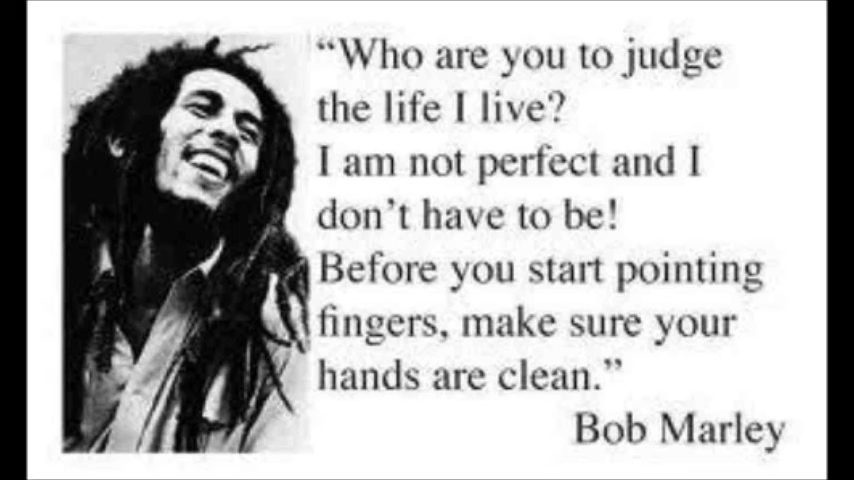 “Who are you to judge
the life I live?
I am not perfect and I
don’t have to be!
Before you start pointing
fingers, make sure your
hands are clean.”
Bob Marley